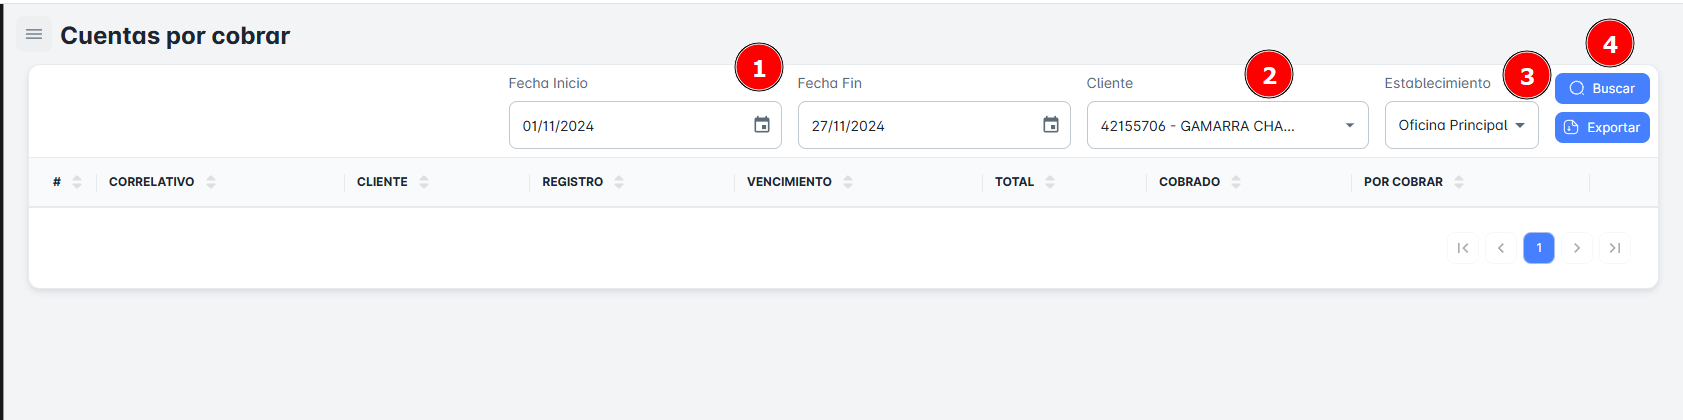 Cuentas por cobrar
1
2
3
4
Fecha Inicio
Fecha Fin
Cliente
Establecimiento
Buscar
01/11/2024
27/11/2024
42155706 - GAMARRA CHA...
Oficina Principal
Exportar
# CORRELATIVO CLIENTE REGISTRO VENCIMIENTO TOTAL COBRADO POR COBRAR
1